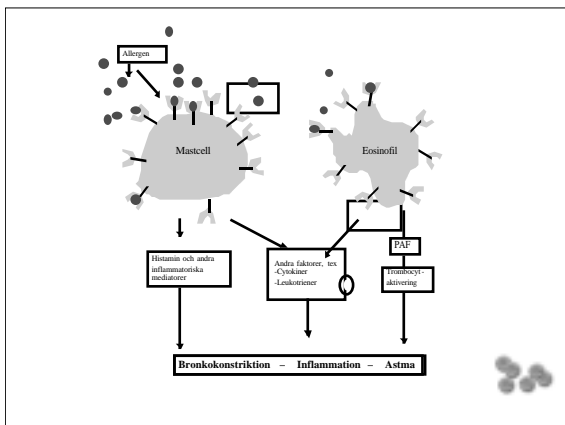 Allergen
Mastcell
Eosinofil
PAF
Histamin och andra
inflammatoriska
mediatorer
Andra faktorer, tex
-Cytokiner
-Leukotriener
Trombocyt-
aktivering
Bronkokonstriktion – Inflammation – Astma